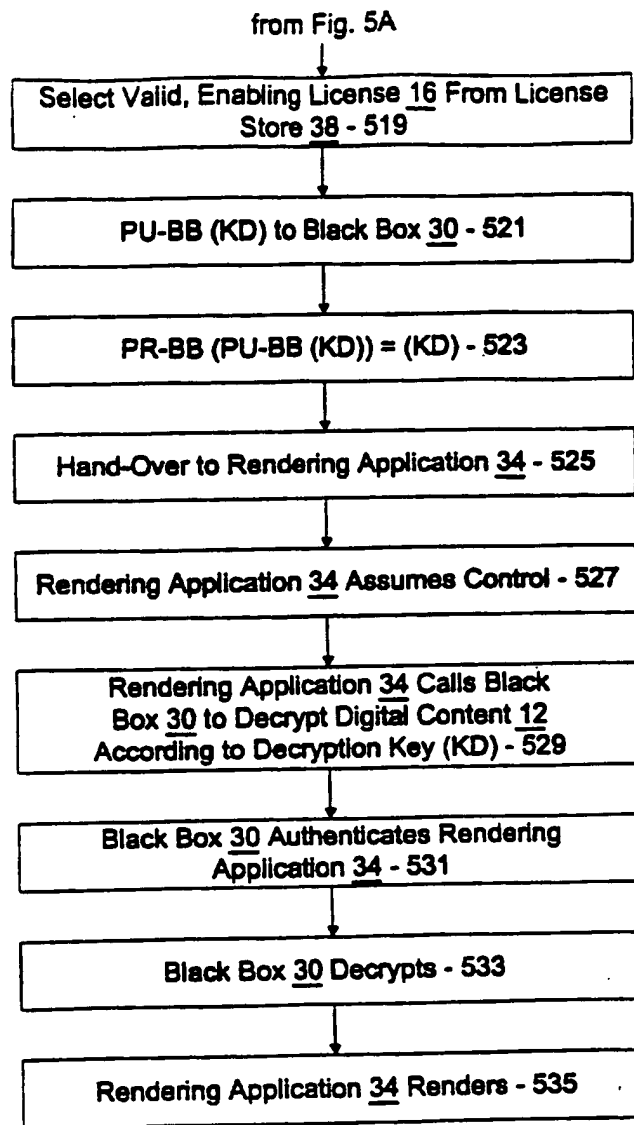 from Fig. 5A
Select Valid, Enabling License 16 From License
Store 38 - 519
PU-BB (KD) to Black Box 30 - 521
PR-BB (PU-BB (KD)) = (KD) - 523
Hand-Over to Rendering Application 34 - 525
Rendering Application 34 Assumes Control - 527
Rendering Application 34 Calls Black
Box 30 to Decrypt Digital Content 12
According to Decryption Key (KD) - 529
Black Box 30 Authenticates Rendering
Application 34 - 531
Black Box 30 Decrypts - 533
Rendering Application 34 Renders - 535